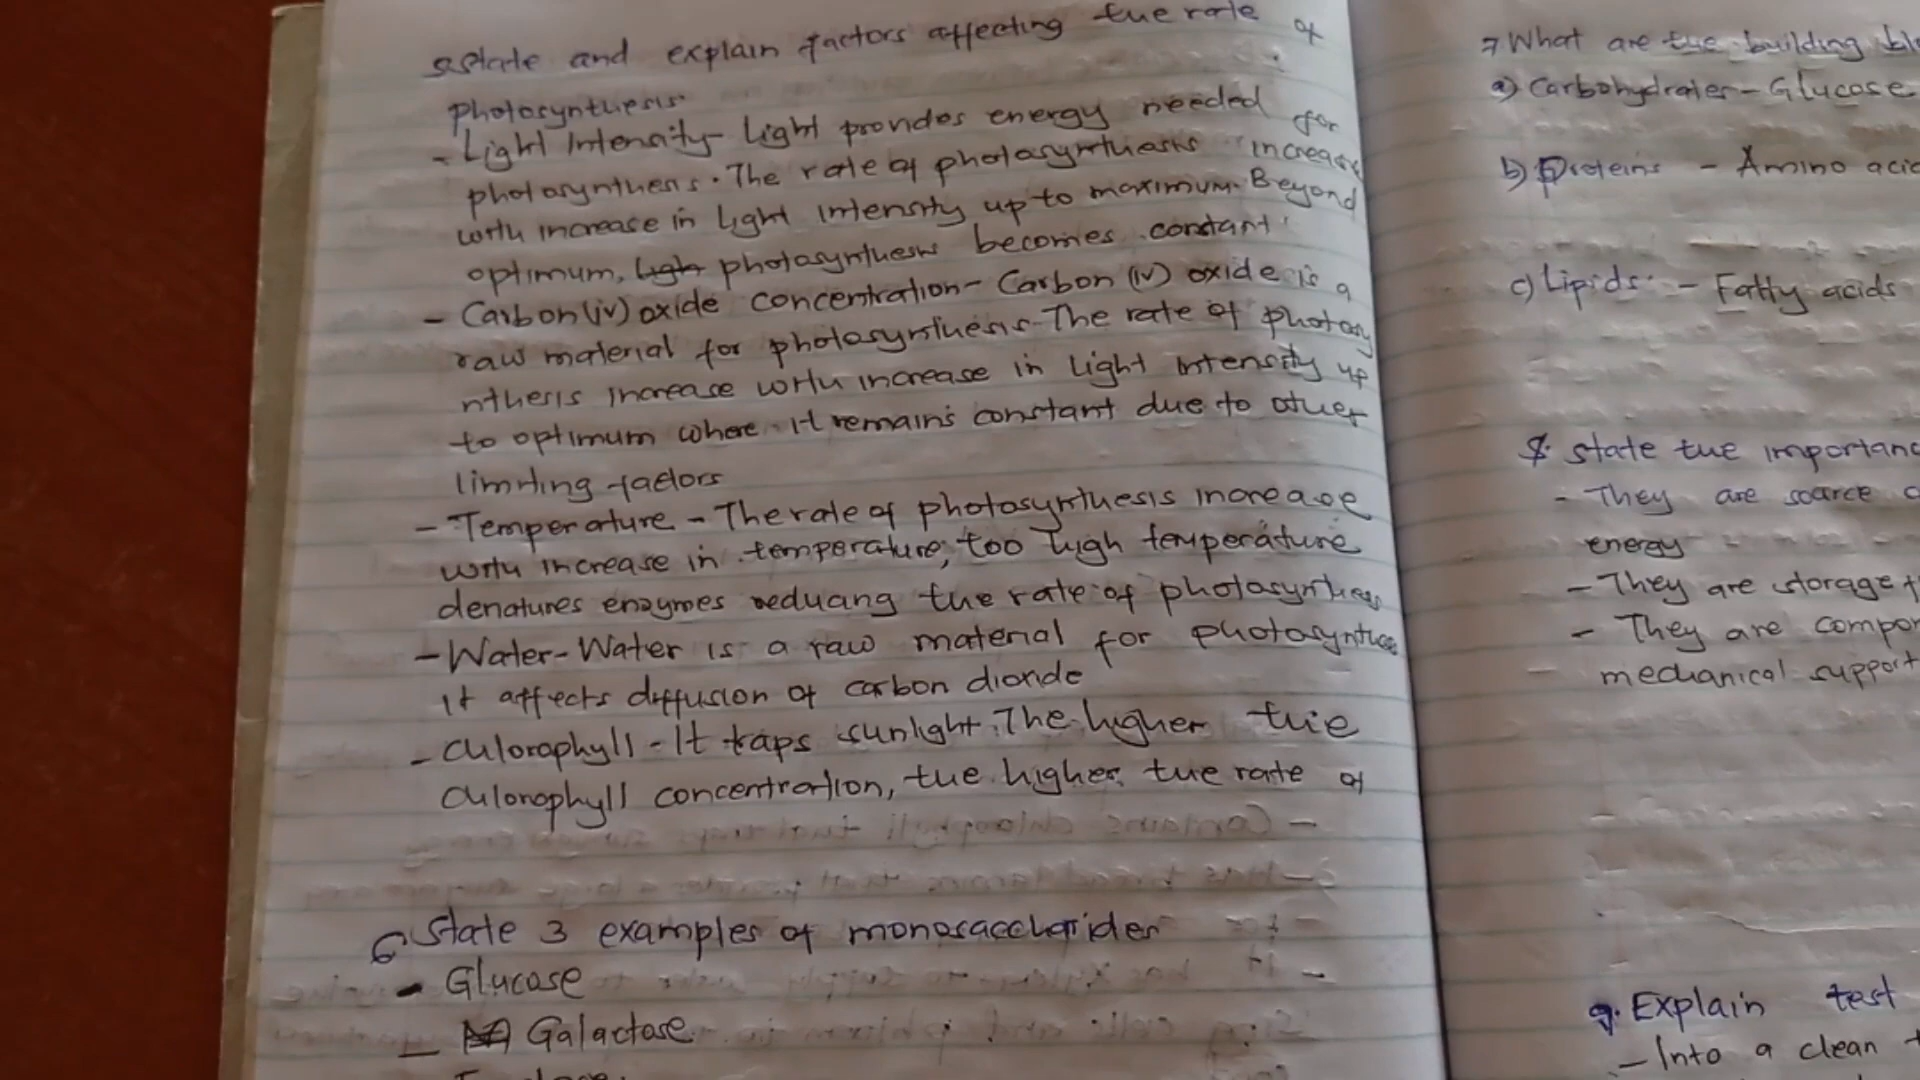 5 State and explain factors affecting the rate of
photosynthesis.
- Light Intensity - Light provides energy needed for
photosynthesis. The rate of photosynthesis increase
with increase in light intensity up to maximum. Beyond
optimum, ligh photosynthesis becomes constant
- Carbon (iv) oxide concentration - Carbon (iv) oxide is a
raw material for photosynthesis. The rate of photosy
nthesis increase with increase in light intensity up
to optimum where it remains constant due to other
limiting factors
- Temperature - The rate of photosynthesis increase
with increase in temperature, too high temperature
denatures enzymes reducing the rate of photosynthesis
- Water - Water is a raw material for photosynthesis
it affects diffusion of carbon dioxide
- Chlorophyll - It traps sunlight. The higher the
chlorophyll concentration, the higher the rate of
6 State 3 examples of monosaccharides
- Glucose
- Galactose
7 What are the building
a) Carbohydrates - Glucose
b) Proteins - Amino
c) Lipids - Fatty acids
8. State the
- They are source
energy
- They are storage
- They are
mechanical support
9. Explain test
- Into a clean